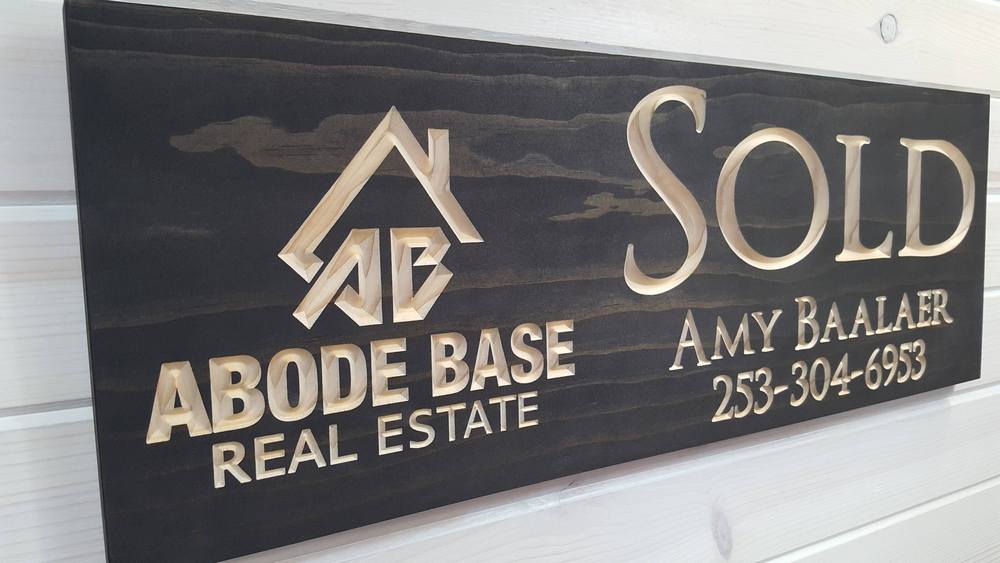 AB
ABODE BASE
REAL ESTATE
SOLD
AMY BAALAER
253-304-6953